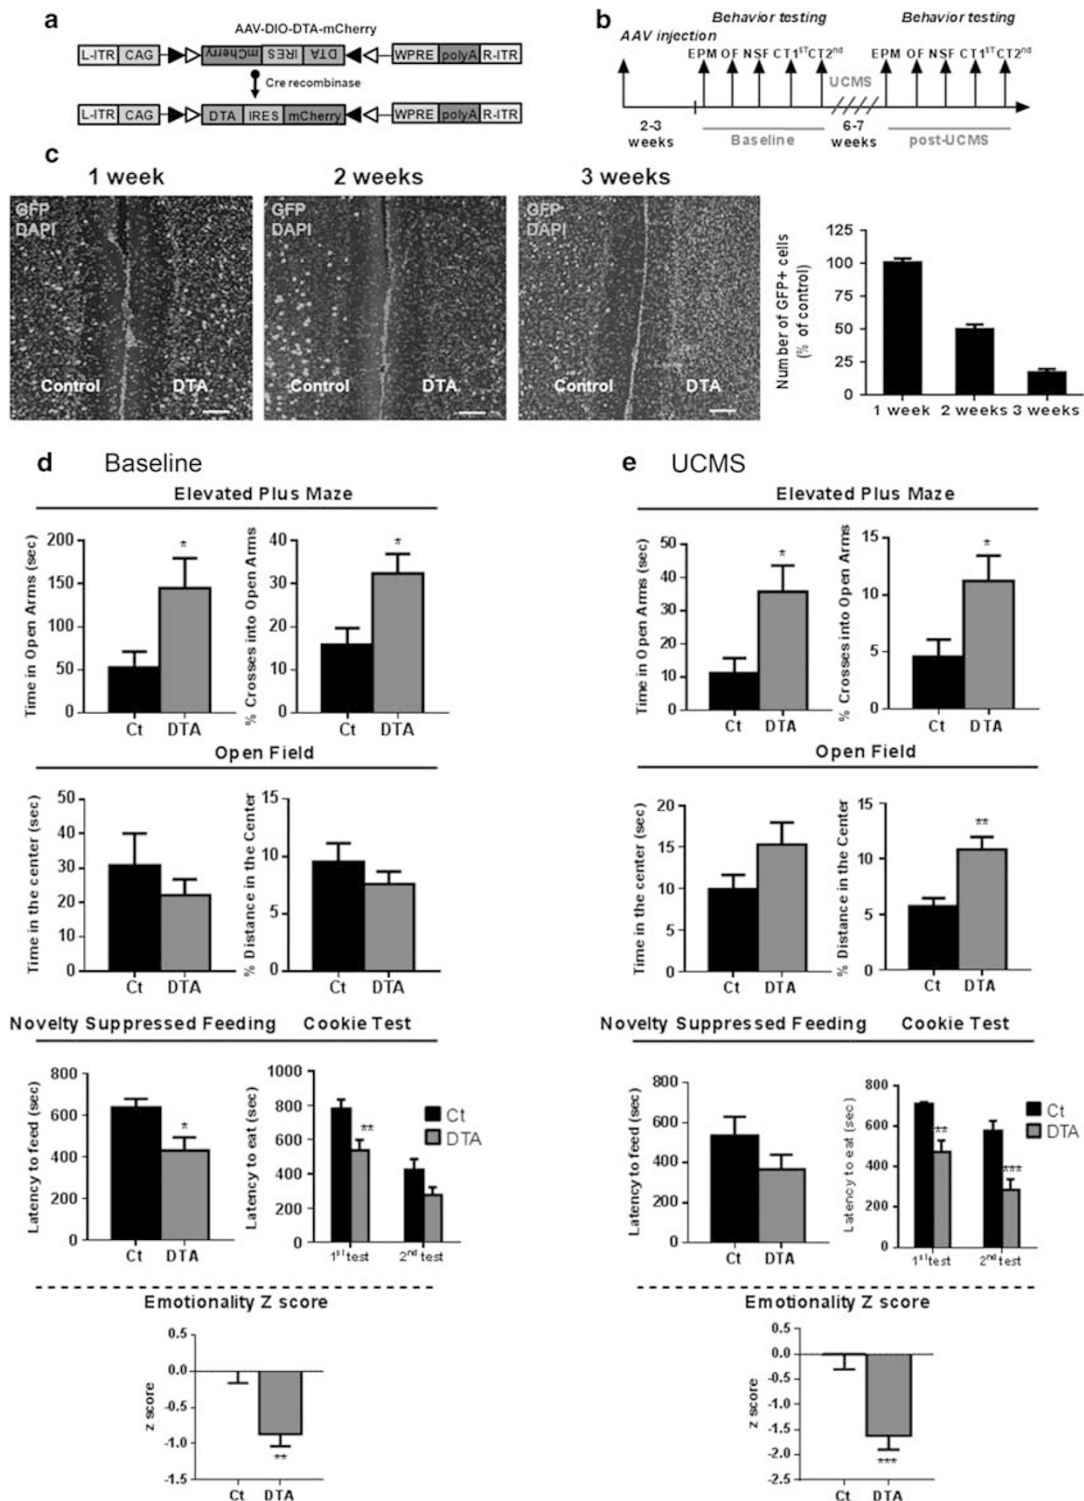 a
AAV-DIO-DTA-mCherry
L-ITR CAG mCherry IRES DTA WPRE polyA R-ITR
Cre recombinase
L-ITR CAG DTA IRES mCherry WPRE polyA R-ITR
b
Behavior testing Behavior testing
AAV injection
EPM OF NSF CT1ST CT2nd EPM OF NSF CT1ST CT2nd
UCMS
2-3 weeks
Baseline
6-7 weeks
post-UCMS
c
1 week 2 weeks 3 weeks
GFP GFP GFP
DAPI DAPI DAPI
Control DTA Control DTA Control DTA
Number of GFP+ cells
(% of control)
125
100
75
50
25
0
1 week 2 weeks 3 weeks
d Baseline
Elevated Plus Maze
Time in Open Arms (sec)
200
150
100
50
0
*
Ct DTA
% Crosses into Open Arms
40
30
20
10
0
*
Ct DTA
Open Field
Time in the center (sec)
50
40
30
20
10
0
Ct DTA
% Distance in the Center
15
10
5
0
Ct DTA
Novelty Suppressed Feeding Cookie Test
Latency to feed (sec)
800
600
400
200
0
*
Ct DTA
Latency to eat (sec)
1000
800
600
400
200
0
**
Ct
DTA
1st test 2nd test
Emotionality Z score
z score
0.5
0.0
-0.5
-1.0
-1.5
**
Ct DTA
e UCMS
Elevated Plus Maze
Time in Open Arms (sec)
50
40
30
20
10
0
*
Ct DTA
% Crosses into Open Arms
15
10
5
0
*
Ct DTA
Open Field
Time in the center (sec)
20
15
10
5
0
Ct DTA
% Distance in the Center
15
10
5
0
**
Ct DTA
Novelty Suppressed Feeding Cookie Test
Latency to feed (sec)
800
600
400
200
0
Ct DTA
Latency to eat (sec)
800
600
400
200
0
**
***
Ct
DTA
1st test 2nd test
Emotionality Z score
z score
0.5
0.0
-0.5
-1.0
-1.5
-2.0
-2.5
***
Ct DTA